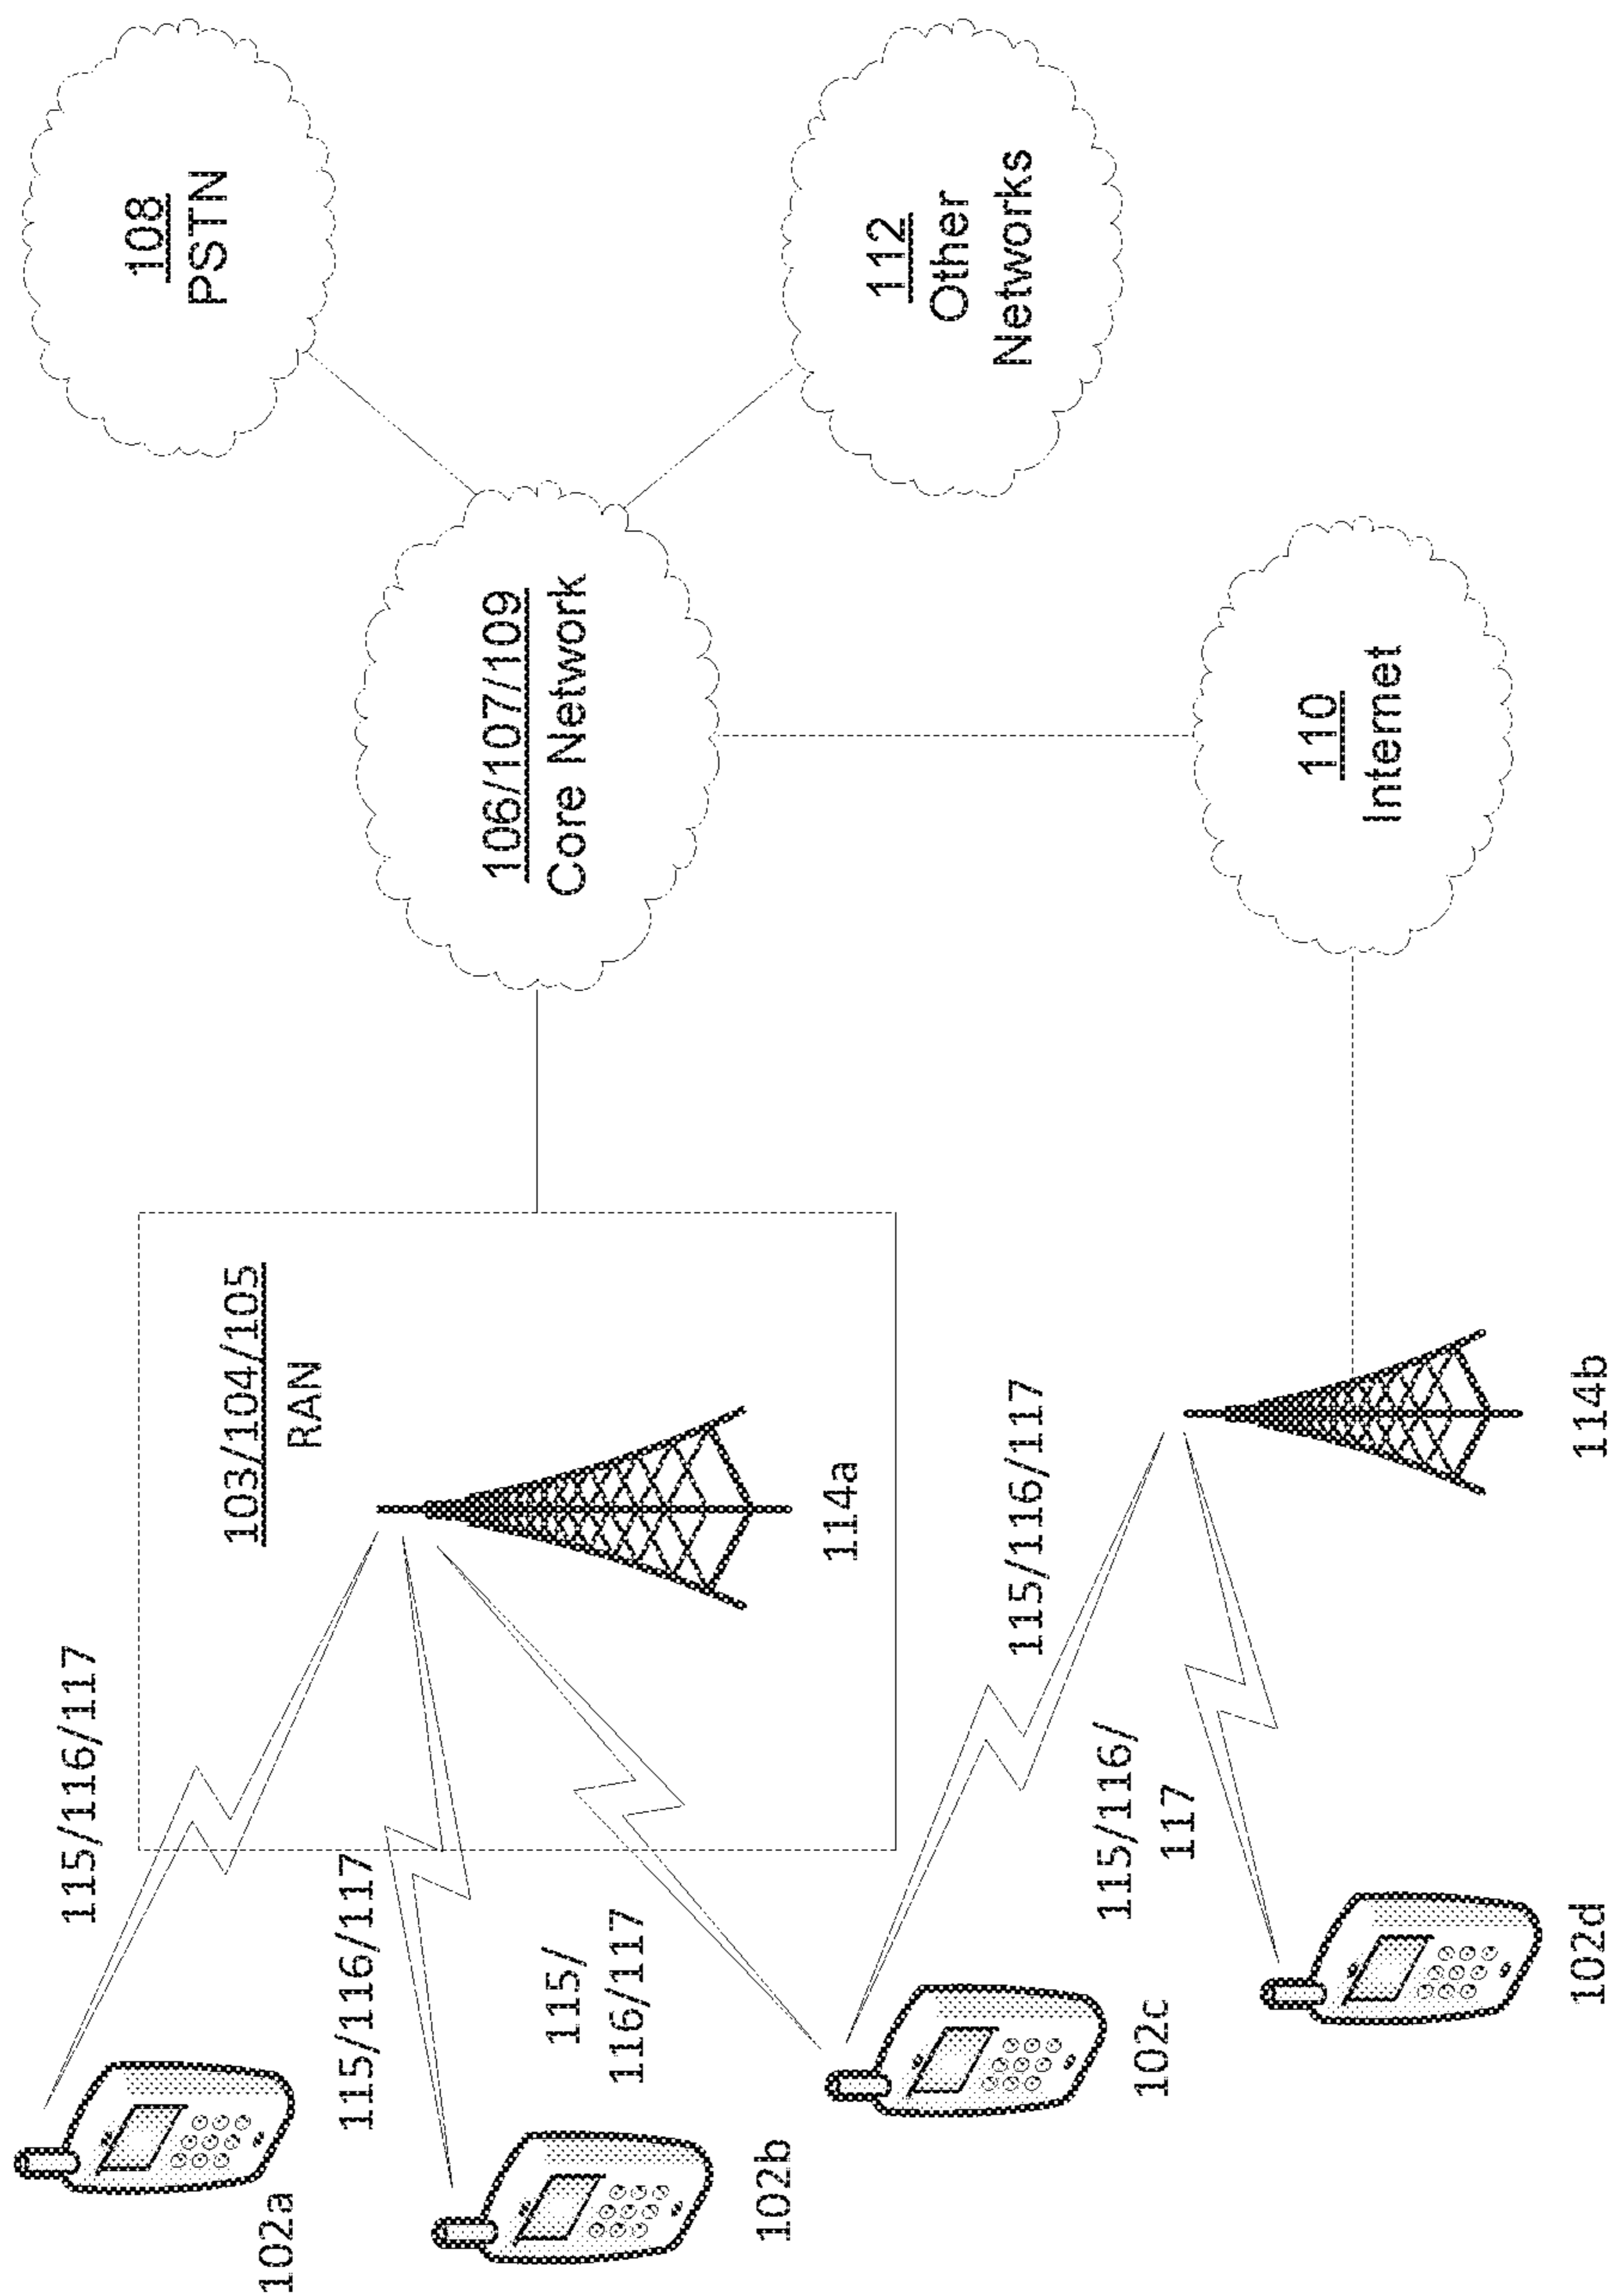 102a
115/116/117
103/104/105
RAN
108
PSTN
102b
115/116/117
115/
116/117
114a
106/107/109
Core Network
112
Other
Networks
102c
115/116/117
115/116/
117
110
Internet
102d
114b